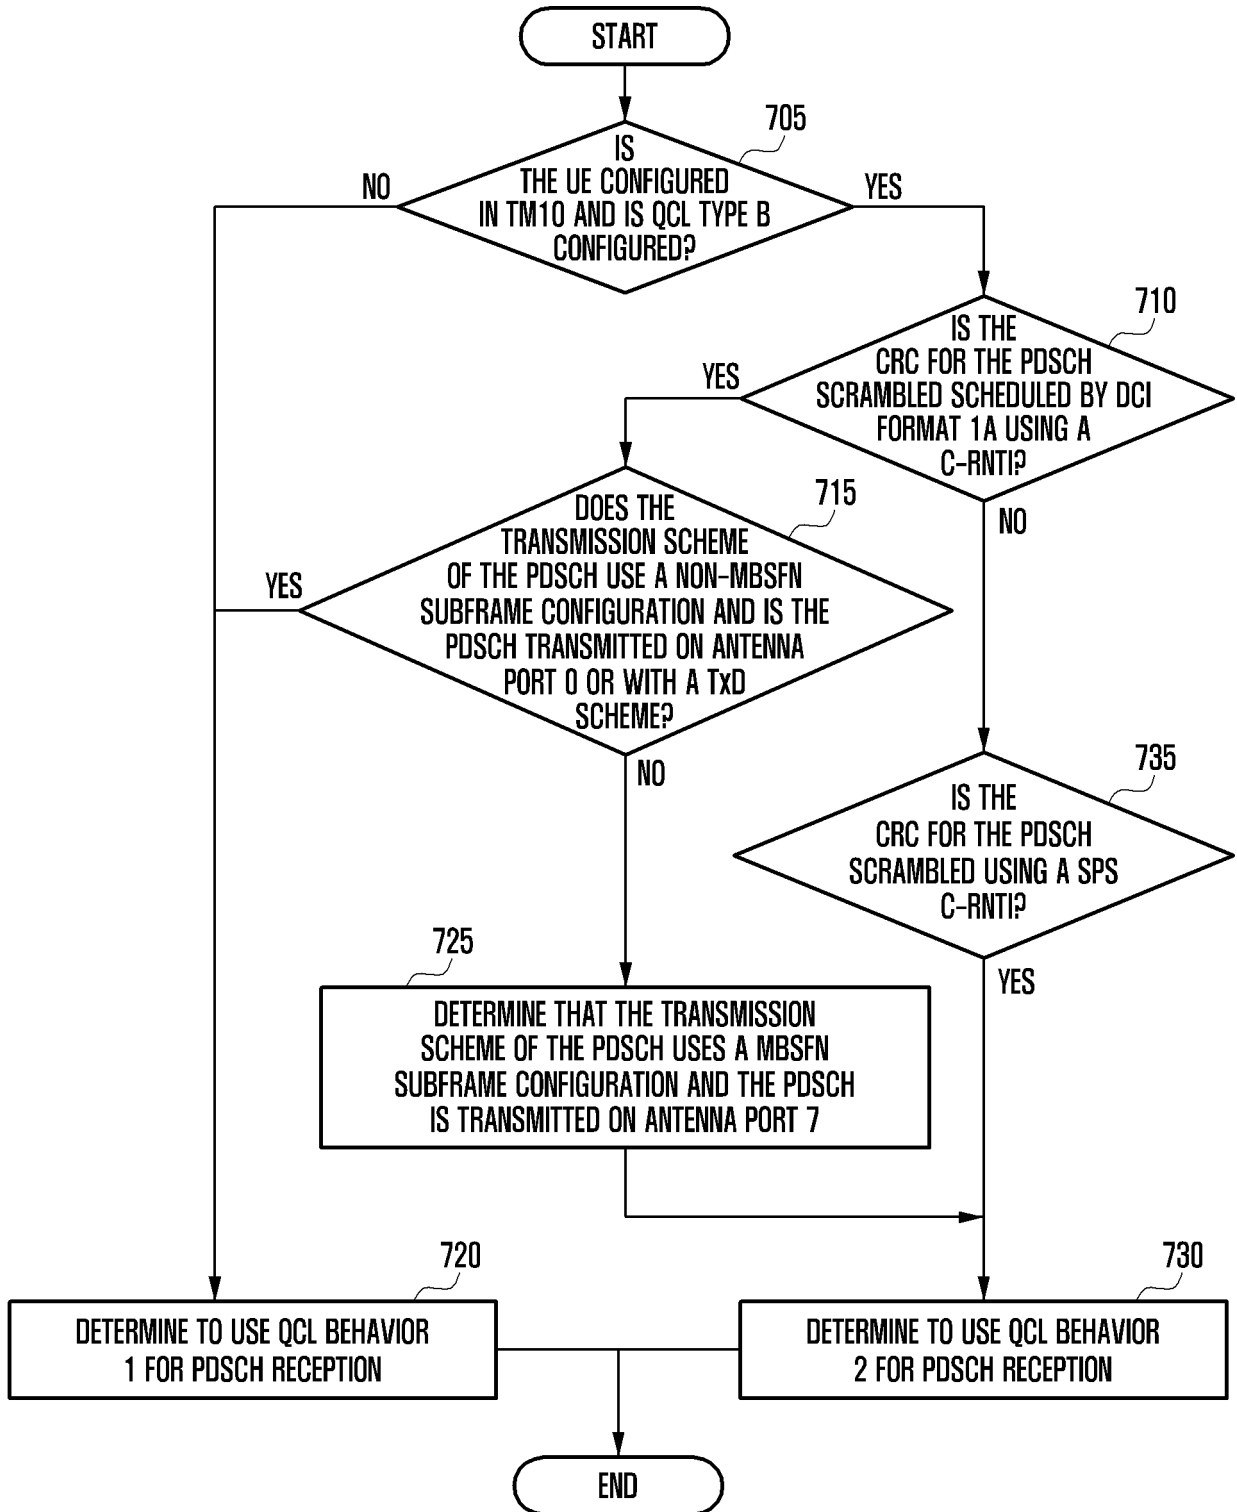 START
705
IS
THE UE CONFIGURED
IN TM10 AND IS QCL TYPE B
CONFIGURED?
NO
YES
710
IS THE
CRC FOR THE PDSCH
SCRAMBLED SCHEDULED BY DCI
FORMAT 1A USING A
C-RNTI?
YES
NO
715
DOES THE
TRANSMISSION SCHEME
OF THE PDSCH USE A NON-MBSFN
SUBFRAME CONFIGURATION AND IS THE
PDSCH TRANSMITTED ON ANTENNA
PORT 0 OR WITH A TxD
SCHEME?
YES
NO
735
IS THE
CRC FOR THE PDSCH
SCRAMBLED USING A SPS
C-RNTI?
YES
725
DETERMINE THAT THE TRANSMISSION
SCHEME OF THE PDSCH USES A MBSFN
SUBFRAME CONFIGURATION AND THE PDSCH
IS TRANSMITTED ON ANTENNA PORT 7
720
DETERMINE TO USE QCL BEHAVIOR
1 FOR PDSCH RECEPTION
730
DETERMINE TO USE QCL BEHAVIOR
2 FOR PDSCH RECEPTION
END